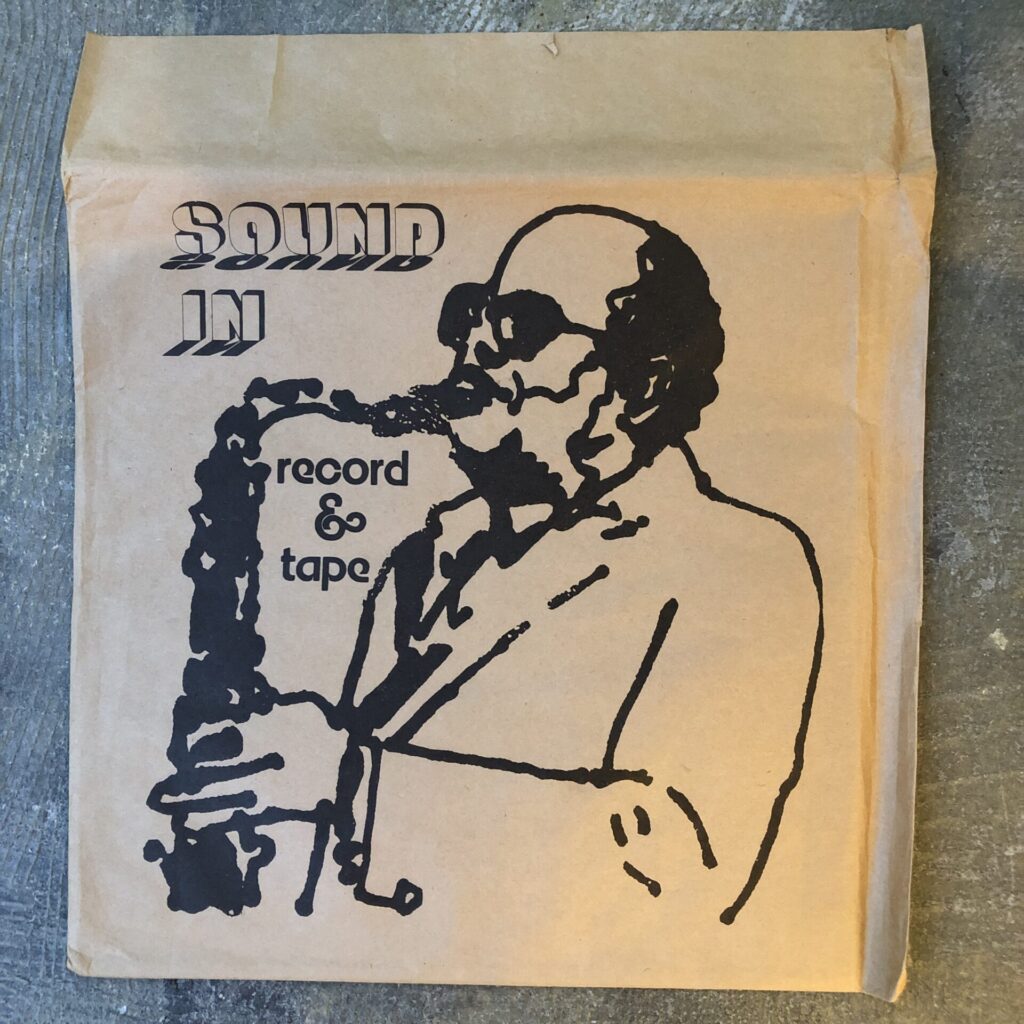 SOUND
IN
record
&
tape